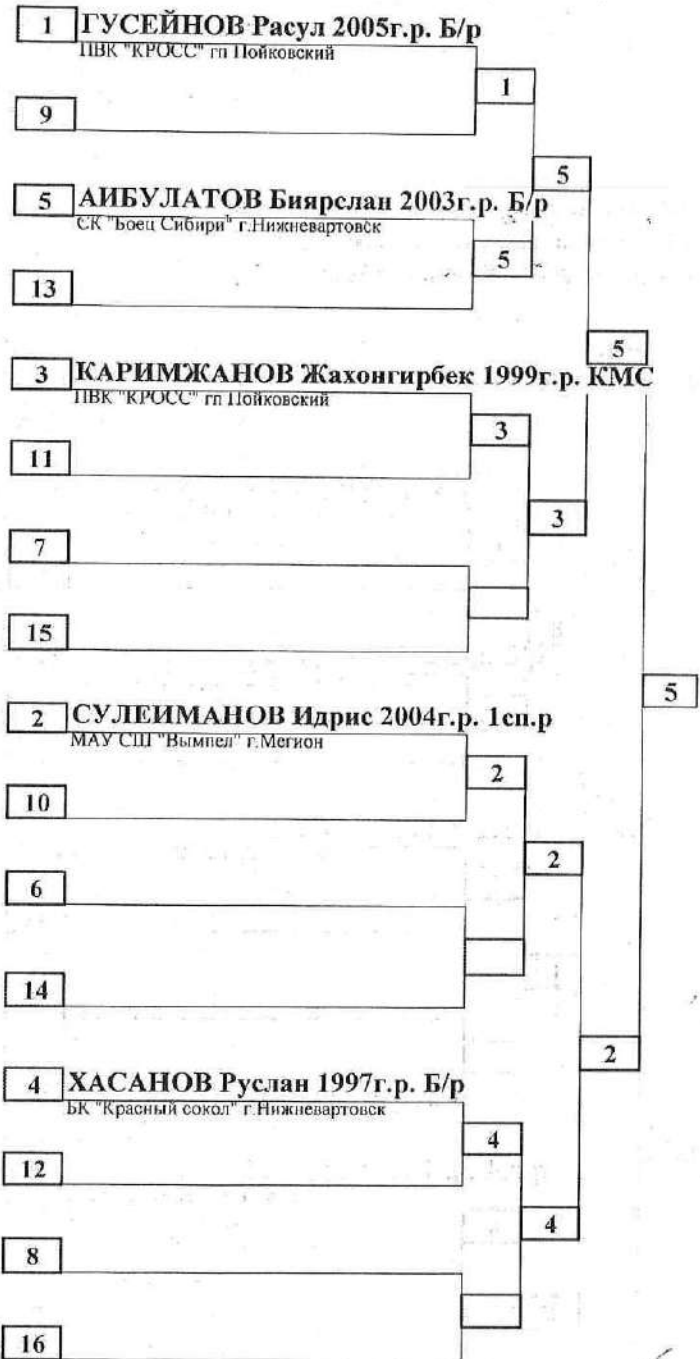 1 ГУСЕЙНОВ Расул 2005г.р. Б/р
ПВК "КРОСС" гп Пойковский
1
9
5
5 АИБУЛАТОВ Биярслан 2003г.р. Б/р
СК "Боец Сибири" г.Нижневартовск
5
13
5
3 КАРИМЖАНОВ Жахонгирбек 1999г.р. КМС
ПВК "КРОСС" гп Пойковский
3
11
3
7
15
5
2 СУЛЕИМАНОВ Идрис 2004г.р. 1сп.р
МАУ СШ "Вымпел" г.Мегион
2
10
2
6
14
2
4 ХАСАНОВ Руслан 1997г.р. Б/р
БК "Красный сокол" г.Нижневартовск
4
12
4
8
16